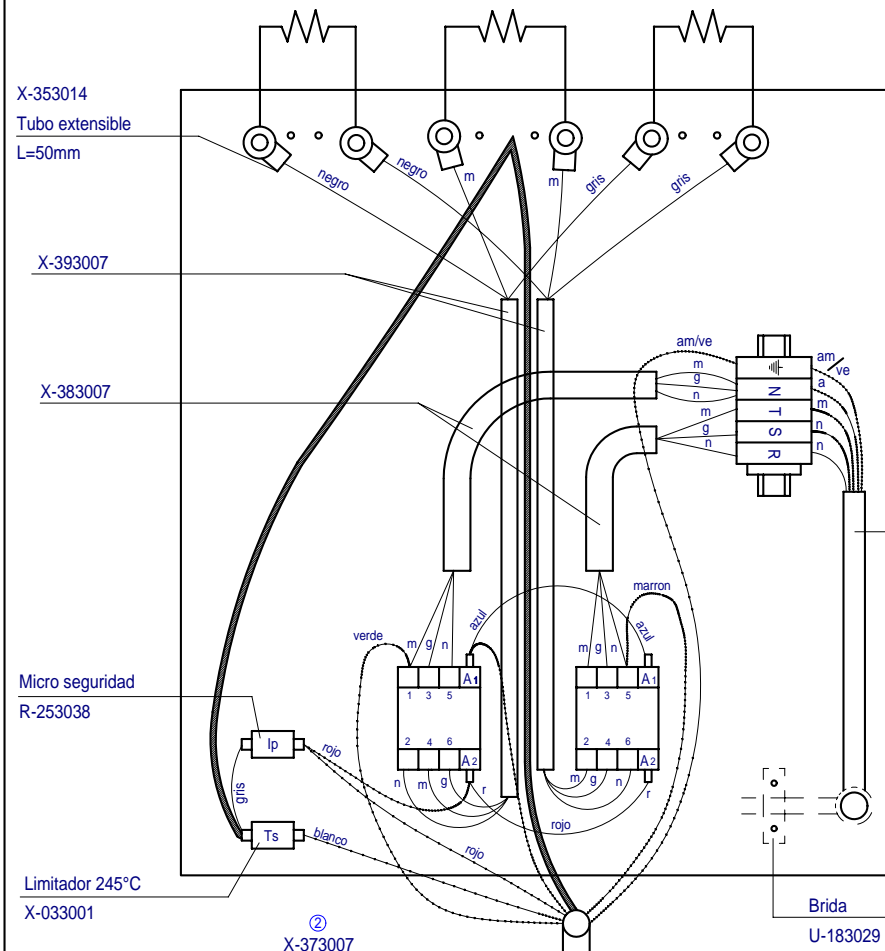 X-353014
Tubo extensible
L=50mm
negro
negro
m
m
gris
gris
X-393007
X-383007
am/ve
m
g
n
m
g
n
N
T
S
R
am/ve
a
m
n
n
verde
m
g
n
azul
marron
m
g
n
azul
1
3
5
A1
2
4
6
A2
1
3
5
A1
2
4
6
A2
n
m
g
r
m
g
n
r
rojo
Micro seguridad
R-253038
Ip
rojo
gris
Ts
blanco
rojo
Limitador 245°C
X-033001
2
X-373007
Brida
U-183029